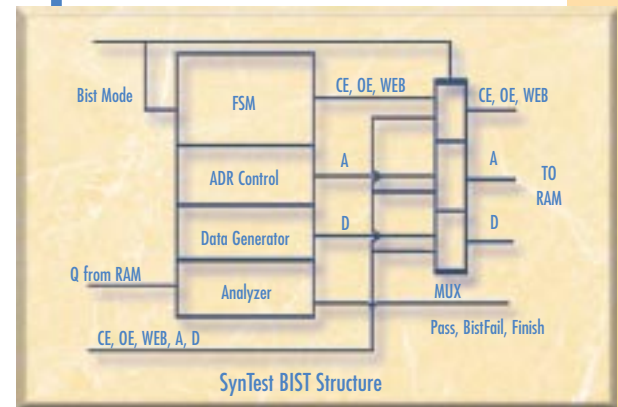 Bist Mode
FSM
CE, OE, WEB
CE, OE, WEB
ADR Control
A
A
TO
RAM
Data Generator
D
D
Q from RAM
Analyzer
MUX
Pass, BistFail, Finish
CE, OE, WEB, A, D
SynTest BIST Structure